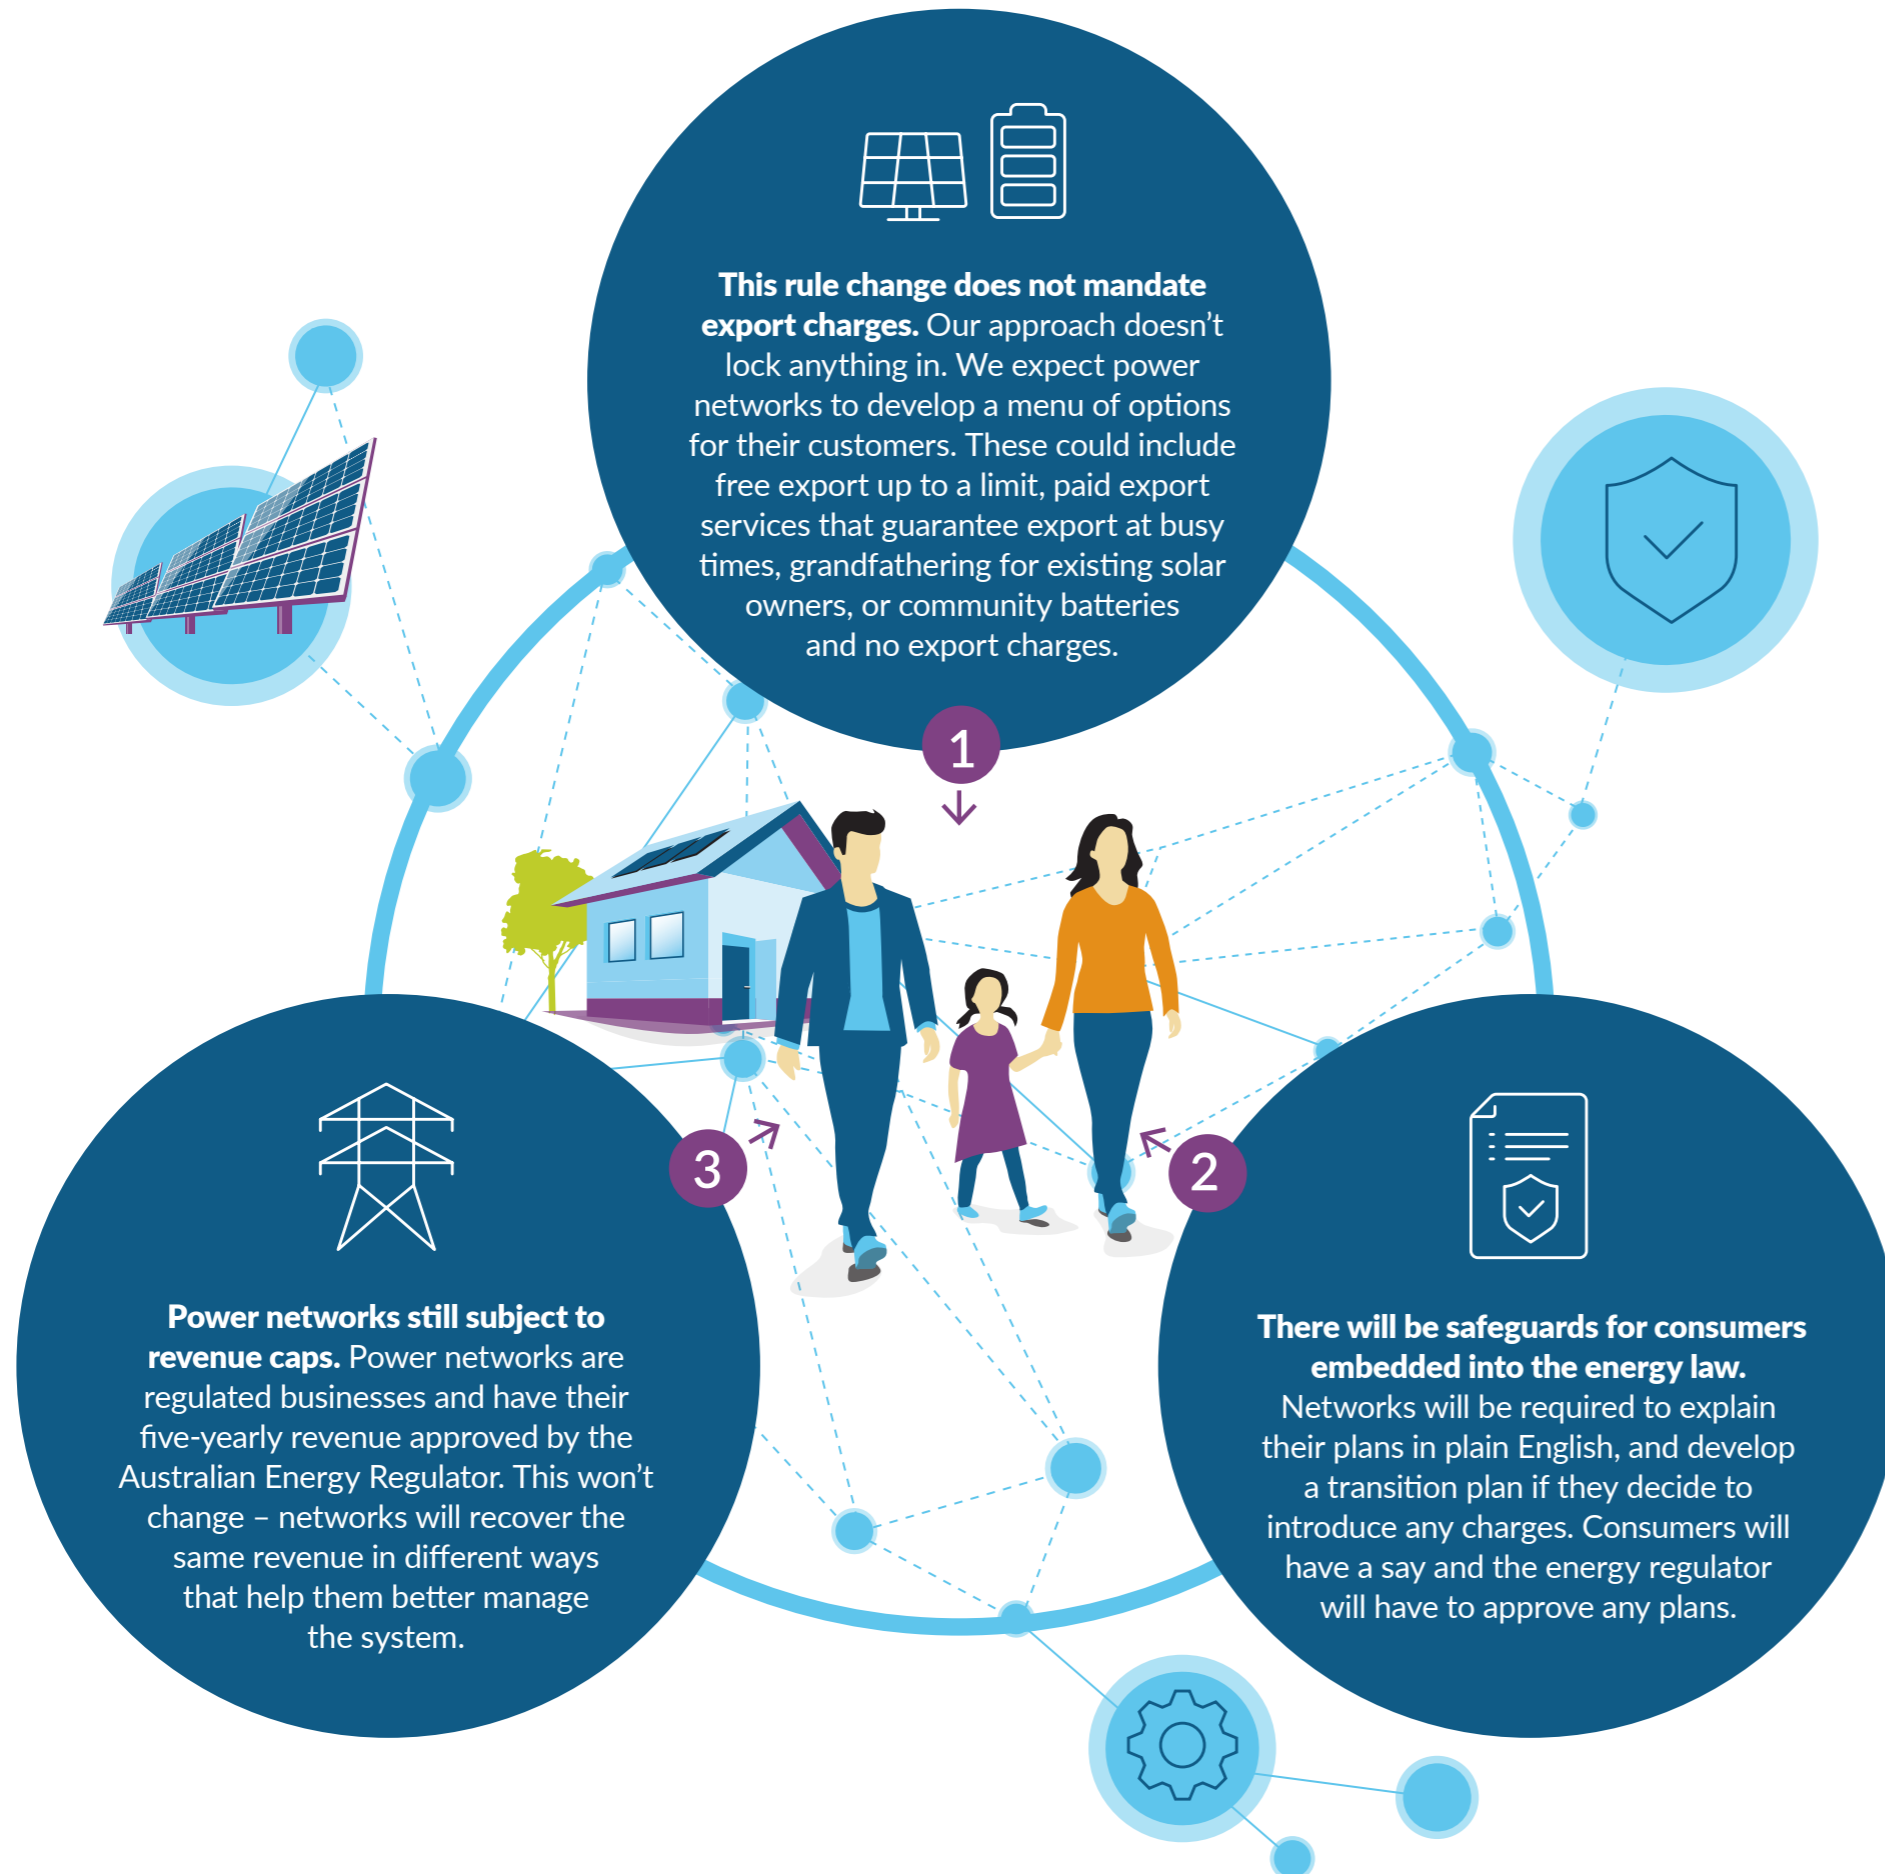 This rule change does not mandate
export charges. Our approach doesn’t
lock anything in. We expect power
networks to develop a menu of options
for their customers. These could include
free export up to a limit, paid export
services that guarantee export at busy
times, grandfathering for existing solar
owners, or community batteries
and no export charges.
1
2
There will be safeguards for consumers
embedded into the energy law.
Networks will be required to explain
their plans in plain English, and develop
a transition plan if they decide to
introduce any charges. Consumers will
have a say and the energy regulator
will have to approve any plans.
3
Power networks still subject to
revenue caps. Power networks are
regulated businesses and have their
five-yearly revenue approved by the
Australian Energy Regulator. This won’t
change – networks will recover the
same revenue in different ways
that help them better manage
the system.